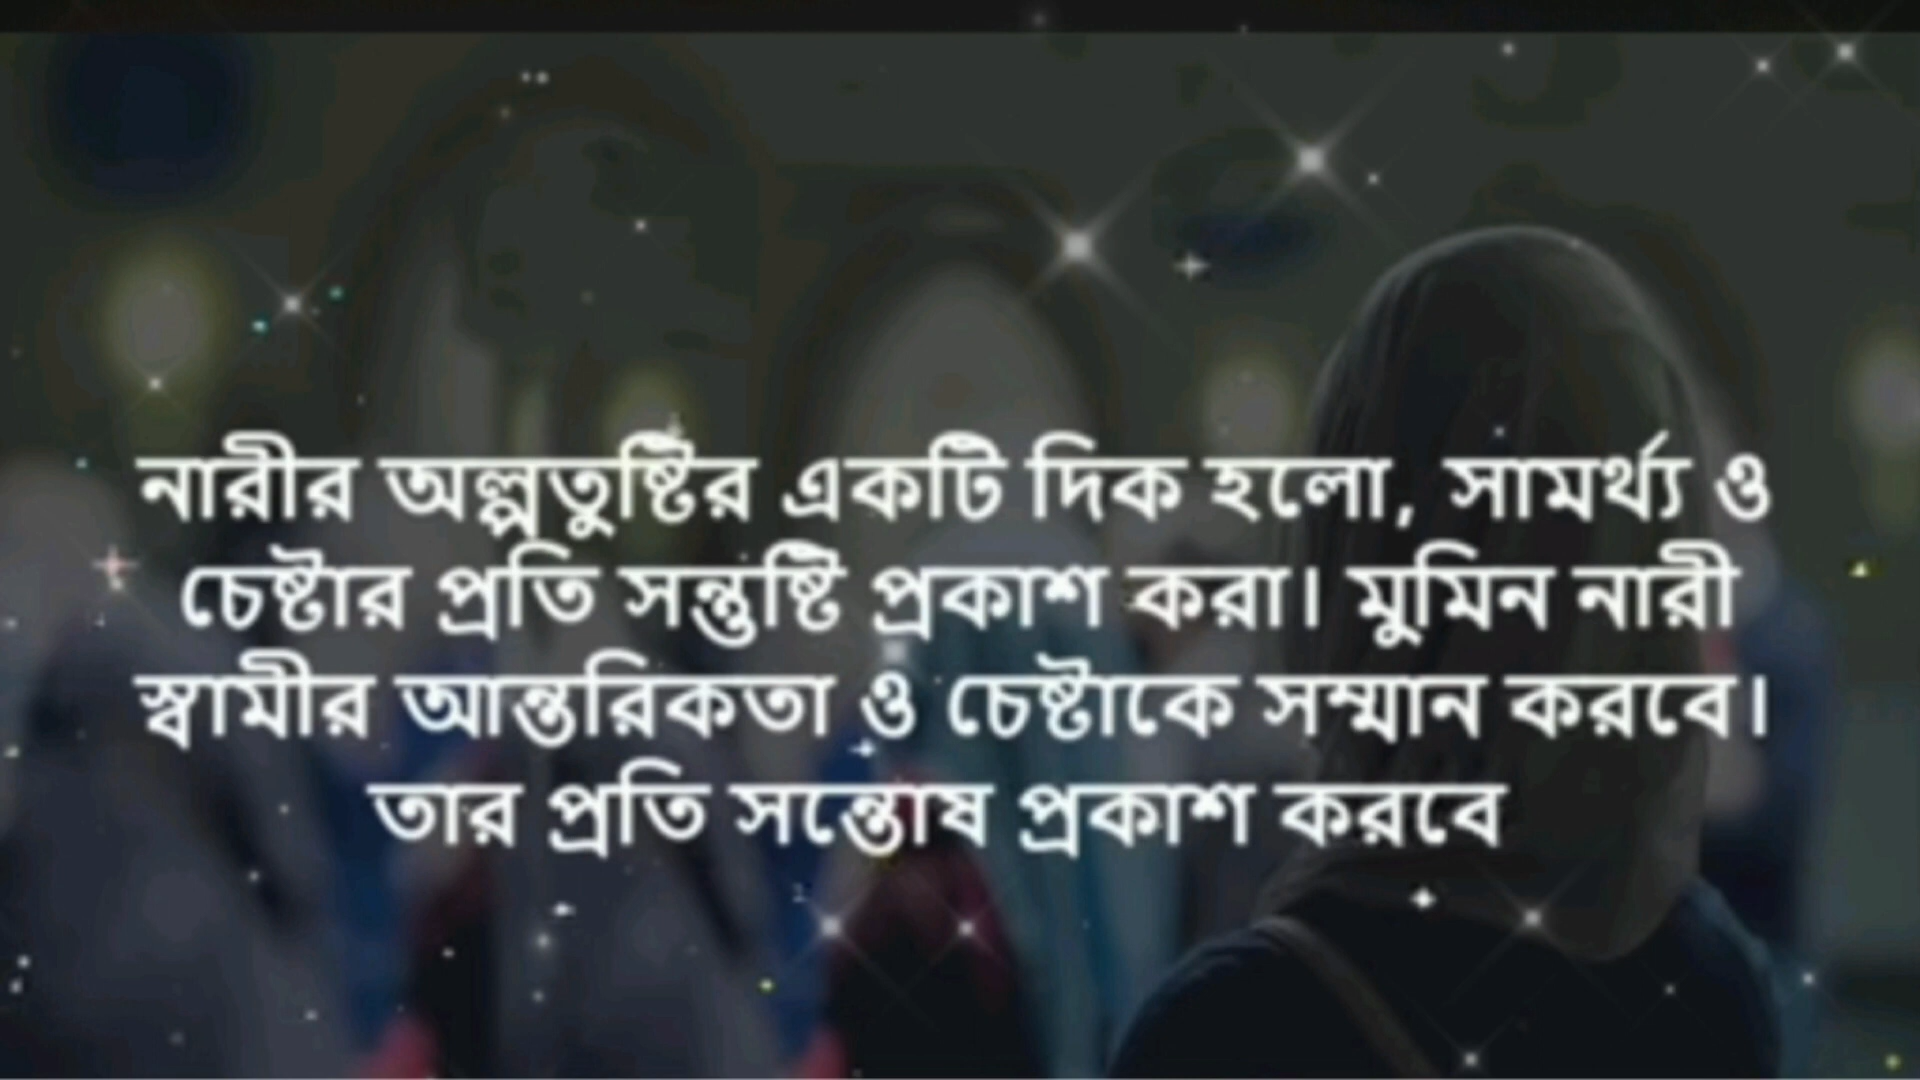 নারীর অল্পতুষ্টির একটি দিক হলো, সামর্থ্য ও
চেষ্টার প্রতি সন্তুষ্টি প্রকাশ করা। মুমিন নারী
স্বামীর আন্তরিকতা ও চেষ্টাকে সম্মান করবে।
তার প্রতি সন্তোষ প্রকাশ করবে